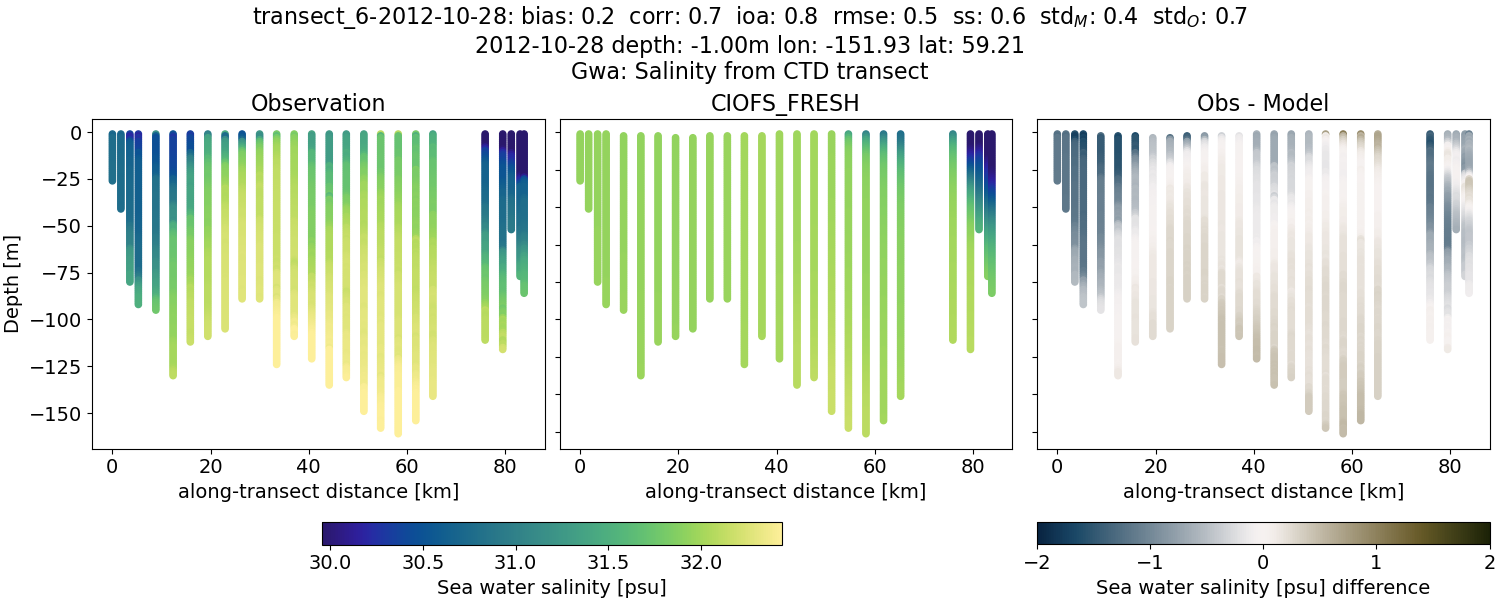 transect_6-2012-10-28: bias: 0.2 corr: 0.7 ioa: 0.8 rmse: 0.5 ss: 0.6 std_M: 0.4 std_O: 0.7
2012-10-28 depth: -1.00m lon: -151.93 lat: 59.21
Gwa: Salinity from CTD transect
Observation
CIOFS_FRESH
Obs - Model
Depth [m]
0
−25
−50
−75
−100
−125
−150
0 20 40 60 80
0 20 40 60 80
0 20 40 60 80
along-transect distance [km]
along-transect distance [km]
along-transect distance [km]
30.0 30.5 31.0 31.5 32.0
Sea water salinity [psu]
−2 −1 0 1 2
Sea water salinity [psu] difference